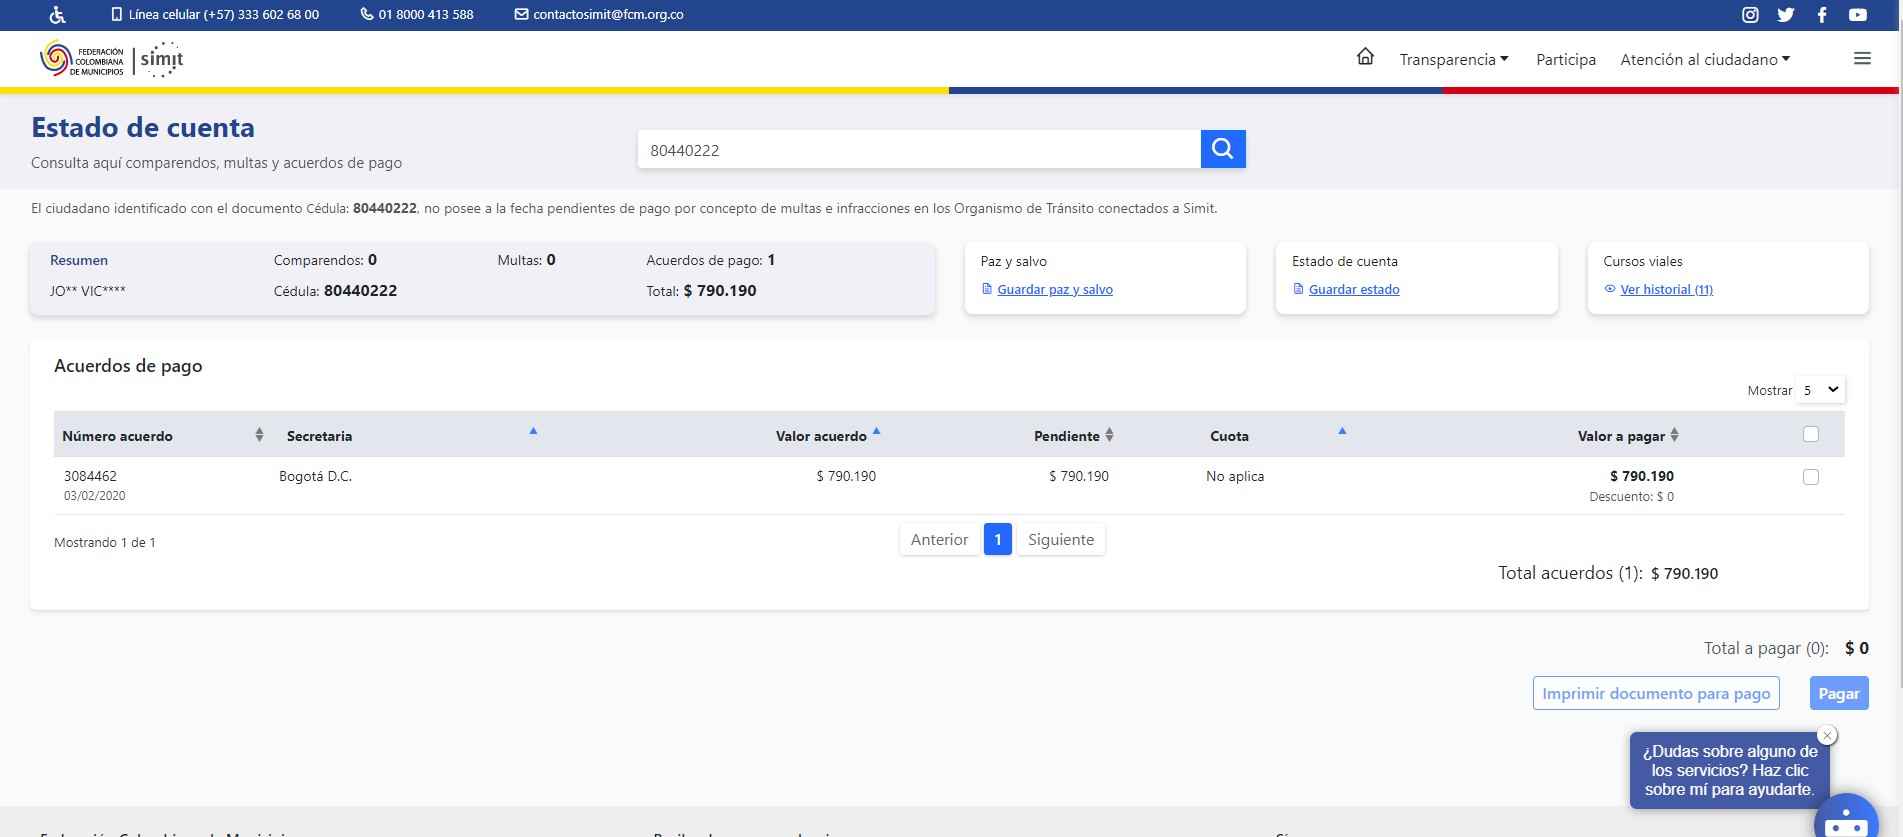 Línea celular (+57) 333 602 68 00 01 8000 413 588 contactosimit@fcm.org.co
FEDERACIÓN
COLOMBIANA
DE MUNICIPIOS
simit
Transparencia Participa Atención al ciudadano
Estado de cuenta
Consulta aquí comparendos, multas y acuerdos de pago
80440222
El ciudadano identificado con el documento Cédula: 80440222, no posee a la fecha pendientes de pago por concepto de multas e infracciones en los Organismo de Tránsito conectados a Simit.
Resumen Comparendos: 0 Multas: 0 Acuerdos de pago: 1
JO** VIC**** Cédula: 80440222 Total: $ 790.190
Paz y salvo
Guardar paz y salvo
Estado de cuenta
Guardar estado
Cursos viales
Ver historial (11)
Acuerdos de pago
Mostrar 5
Número acuerdo Secretaria Valor acuerdo Pendiente Cuota Valor a pagar
3084462 Bogotá D.C. $ 790.190 $ 790.190 No aplica $ 790.190
03/02/2020 Descuento: $ 0
Mostrando 1 de 1 Anterior 1 Siguiente
Total acuerdos (1): $ 790.190
Total a pagar (0): $ 0
Imprimir documento para pago Pagar
¿Dudas sobre alguno de
los servicios? Haz clic
sobre mí para ayudarte.